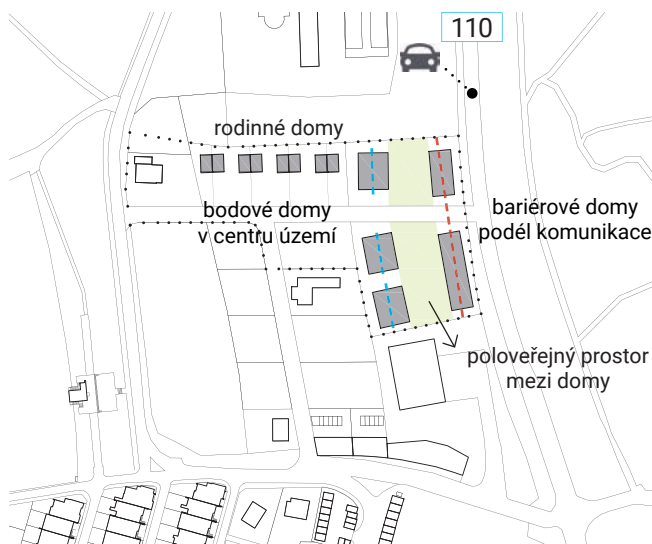 110
rodinné domy
bodové domy
v centru území
bariérové domy
podél komunikace
poloveřejný prostor
mezi domy